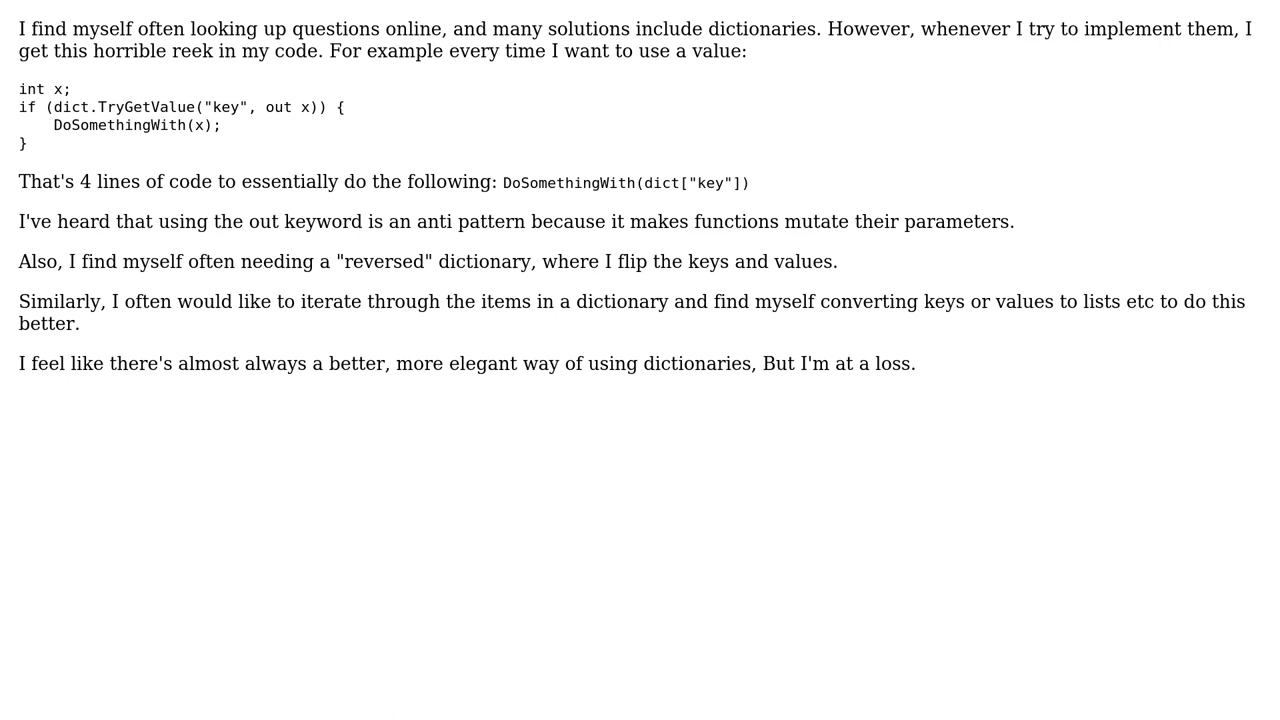 I find myself often looking up questions online, and many solutions include dictionaries. However, whenever I try to implement them, I
get this horrible reek in my code. For example every time I want to use a value:
int x;
if (dict.TryGetValue("key", out x)) {
    DoSomethingWith(x);
}
That's 4 lines of code to essentially do the following: DoSomethingWith(dict["key"])
I've heard that using the out keyword is an anti pattern because it makes functions mutate their parameters.
Also, I find myself often needing a "reversed" dictionary, where I flip the keys and values.
Similarly, I often would like to iterate through the items in a dictionary and find myself converting keys or values to lists etc to do this
better.
I feel like there's almost always a better, more elegant way of using dictionaries, But I'm at a loss.